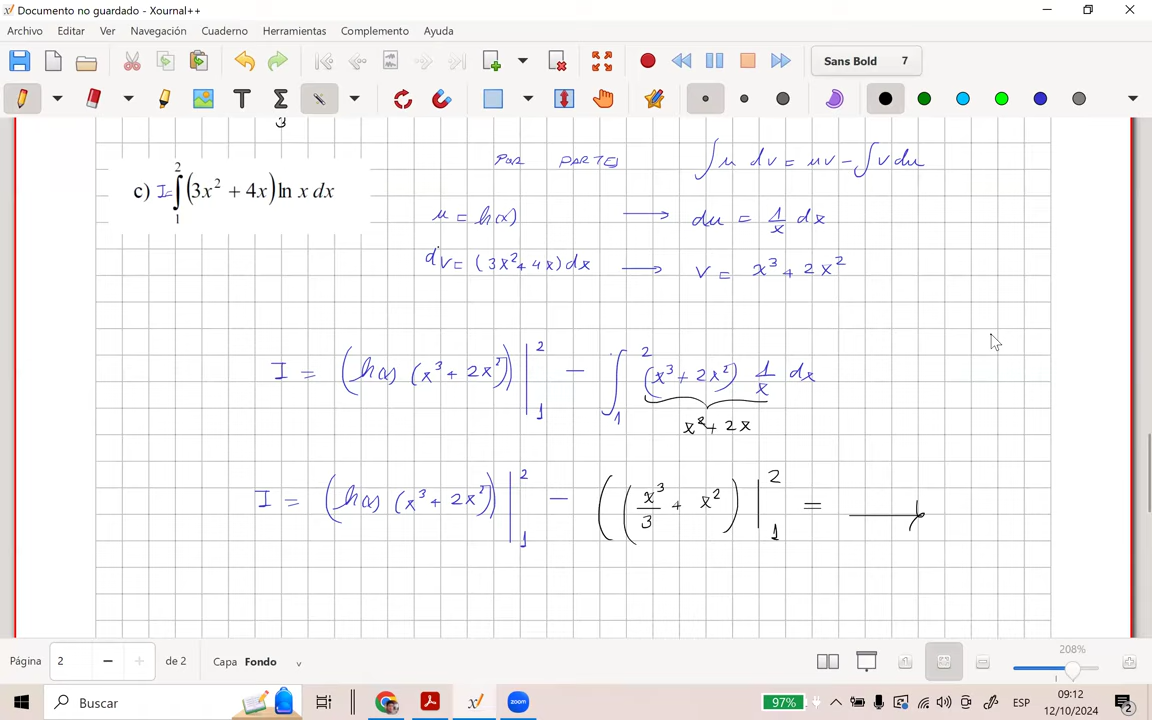 Documento no guardado - Xournal++
Archivo Editar Ver Navegación Cuaderno Herramientas Complemento Ayuda
Sans Bold 7
3
POR PARTES ∫ u dv = uv - ∫ v du
c) I= ∫₁² (3x² + 4x) ln x dx
u = ln(x) → du = 1/x dx
dv = (3x² + 4x) dx → v = x³ + 2x²
I = (ln(x) (x³ + 2x²)) |₁² - ∫₁² (x³ + 2x²) 1/x dx
x² + 2x
I = (ln(x) (x³ + 2x²)) |₁² - ((x³/3 + x²) |₁² =
Página 2 de 2 Capa Fondo 208%
Buscar 97% ESP 09:12
12/10/2024 2